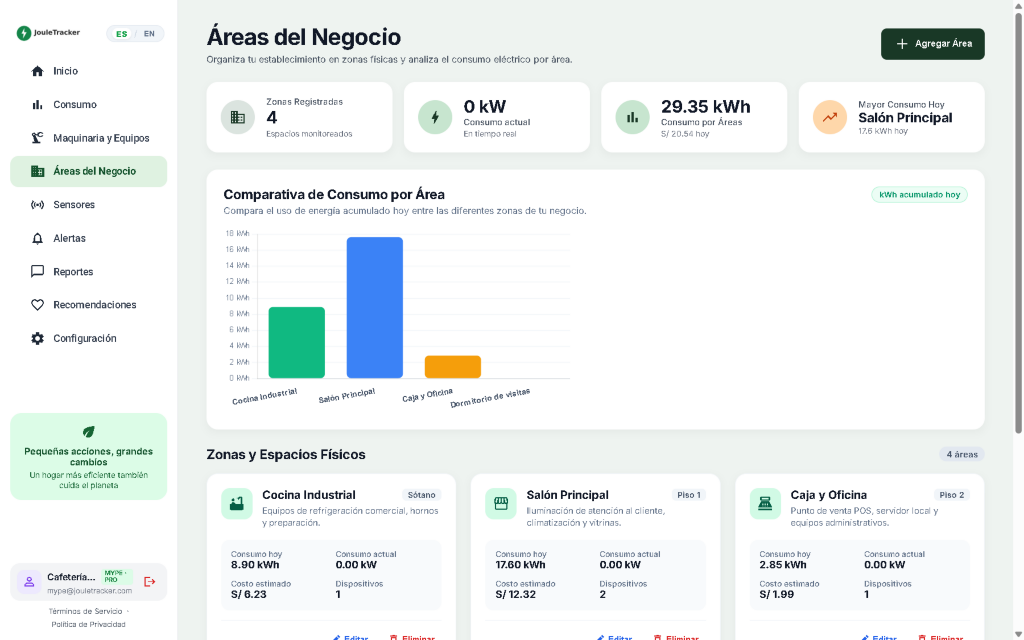 JouleTracker
ES / EN
Inicio
Consumo
Maquinaria y Equipos
Áreas del Negocio
Sensores
Alertas
Reportes
Recomendaciones
Configuración
Pequeñas acciones, grandes
cambios
Un hogar más eficiente también
cuida el planeta
Cafetería...
MYPE ·
PRO
mype@jouletracker.com
Términos de Servicio ·
Política de Privacidad
Áreas del Negocio
Organiza tu establecimiento en zonas físicas y analiza el consumo eléctrico por área.
Agregar Área
Zonas Registradas
4
Espacios monitoreados
0 kW
Consumo actual
En tiempo real
29.35 kWh
Consumo por Áreas
S/ 20.54 hoy
Mayor Consumo Hoy
Salón Principal
17.6 kWh hoy
Comparativa de Consumo por Área
Compara el uso de energía acumulado hoy entre las diferentes zonas de tu negocio.
kWh acumulado hoy
18 kWh
16 kWh
14 kWh
12 kWh
10 kWh
8 kWh
6 kWh
4 kWh
2 kWh
0 kWh
Cocina Industrial
Salón Principal
Caja y Oficina
Dormitorio de visitas
Zonas y Espacios Físicos
4 áreas
Cocina Industrial
Sótano
Equipos de refrigeración comercial, hornos
y preparación.
Consumo hoy
Consumo actual
8.90 kWh
0.00 kW
Costo estimado
Dispositivos
S/ 6.23
1
Editar
Eliminar
Salón Principal
Piso 1
Iluminación de atención al cliente,
climatización y vitrinas.
Consumo hoy
Consumo actual
17.60 kWh
0.00 kW
Costo estimado
Dispositivos
S/ 12.32
2
Editar
Eliminar
Caja y Oficina
Piso 2
Punto de venta POS, servidor local y
equipos administrativos.
Consumo hoy
Consumo actual
2.85 kWh
0.00 kW
Costo estimado
Dispositivos
S/ 1.99
1
Editar
Eliminar